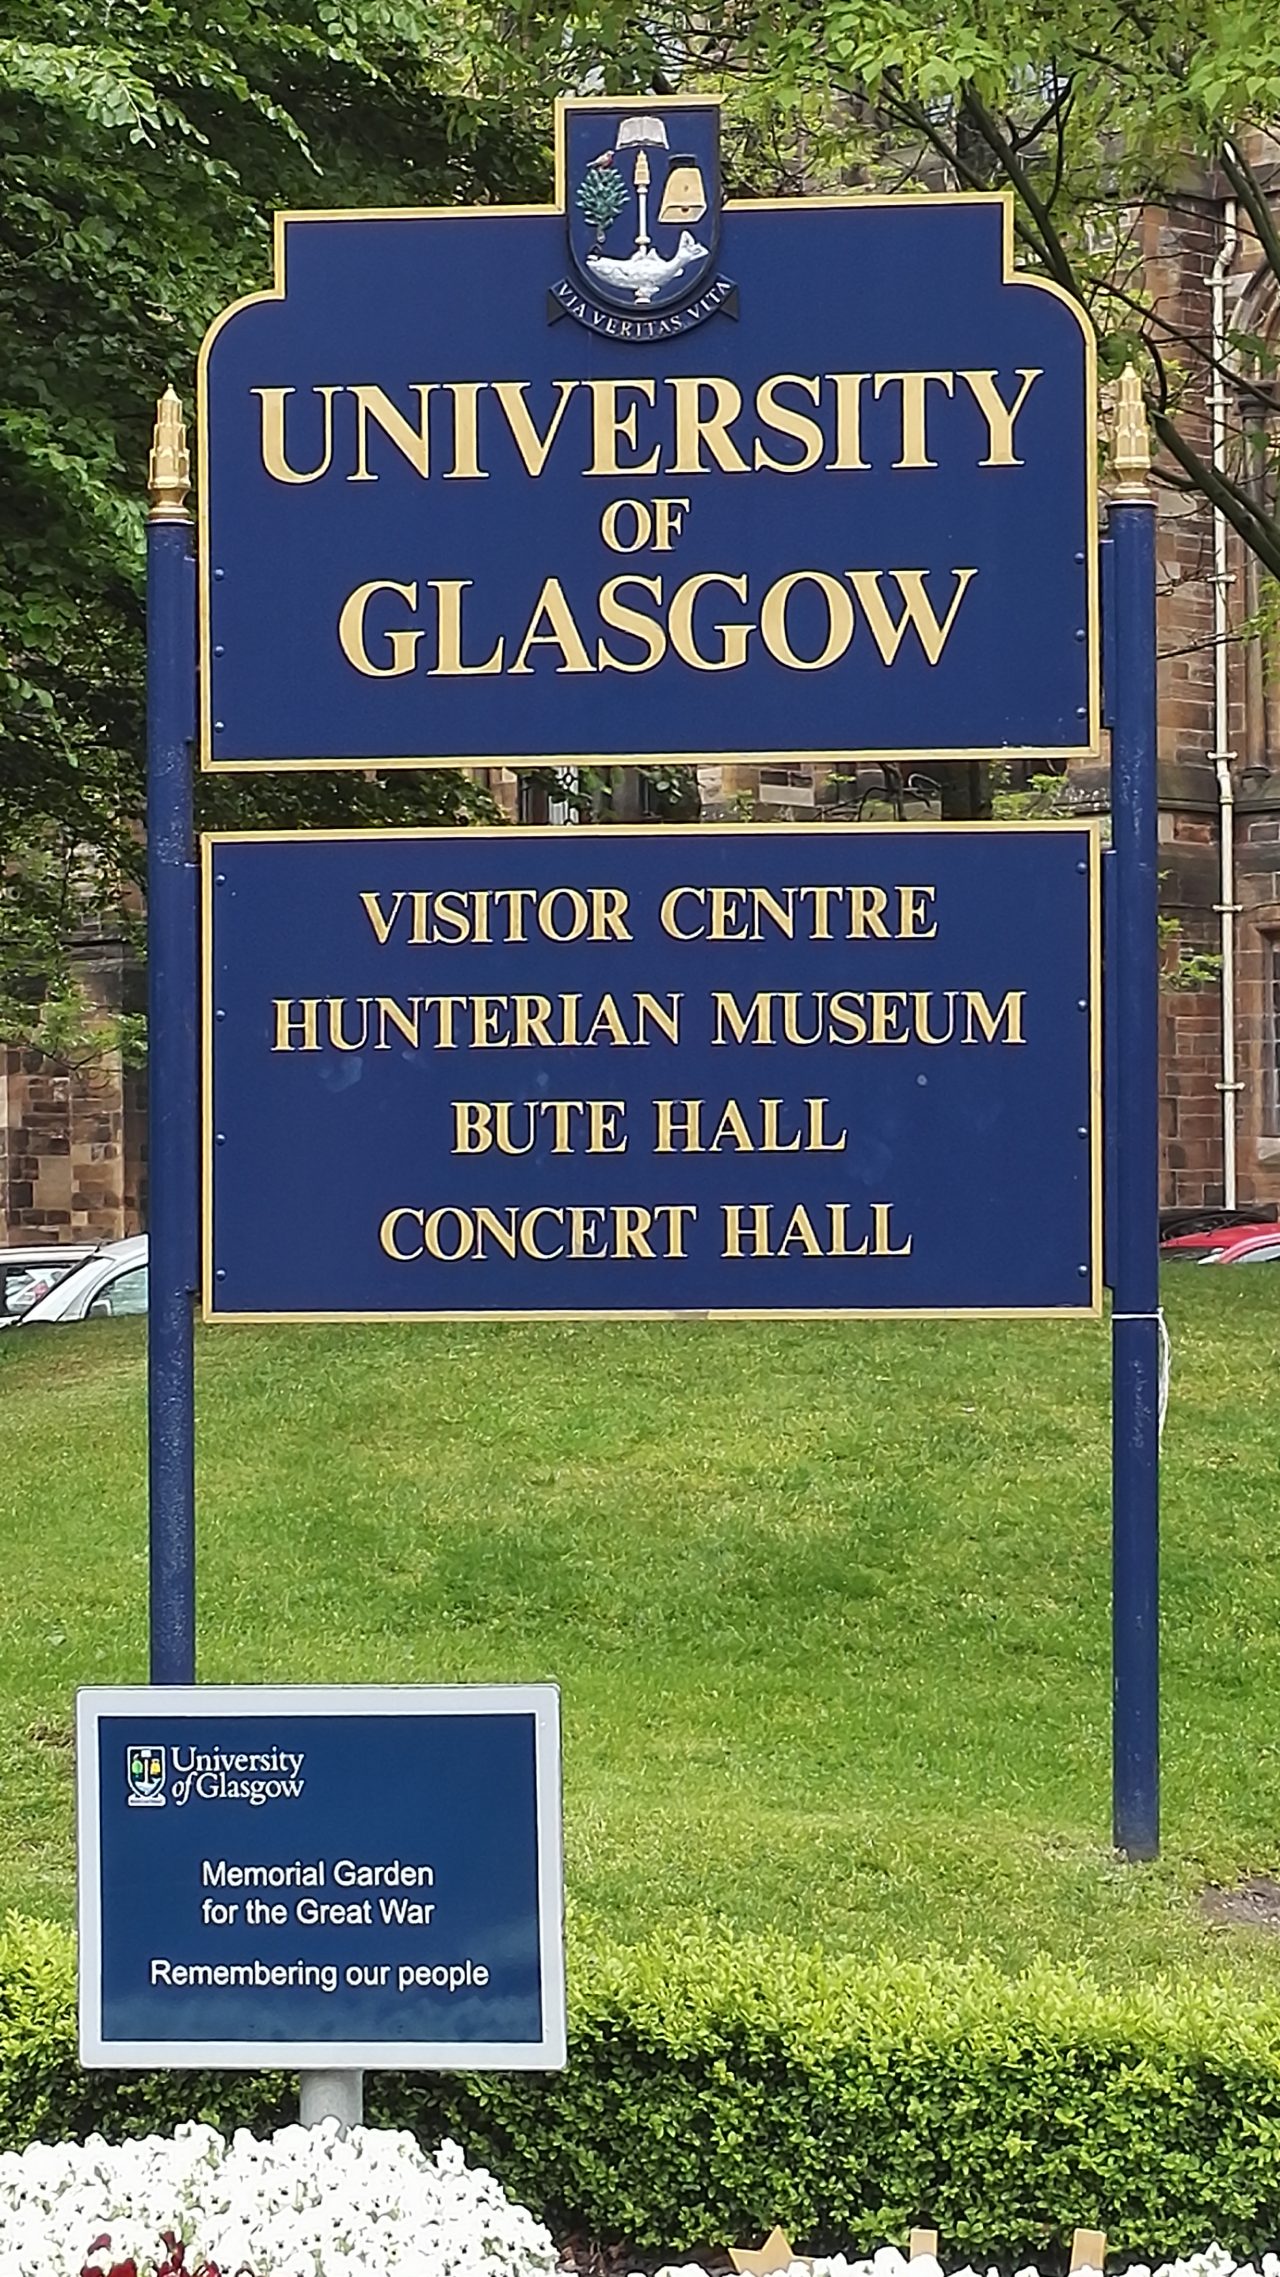 VIA VERITAS VITA
UNIVERSITY
OF
GLASGOW
VISITOR CENTRE
HUNTERIAN MUSEUM
BUTE HALL
CONCERT HALL
University
of Glasgow
Memorial Garden
for the Great War
Remembering our people